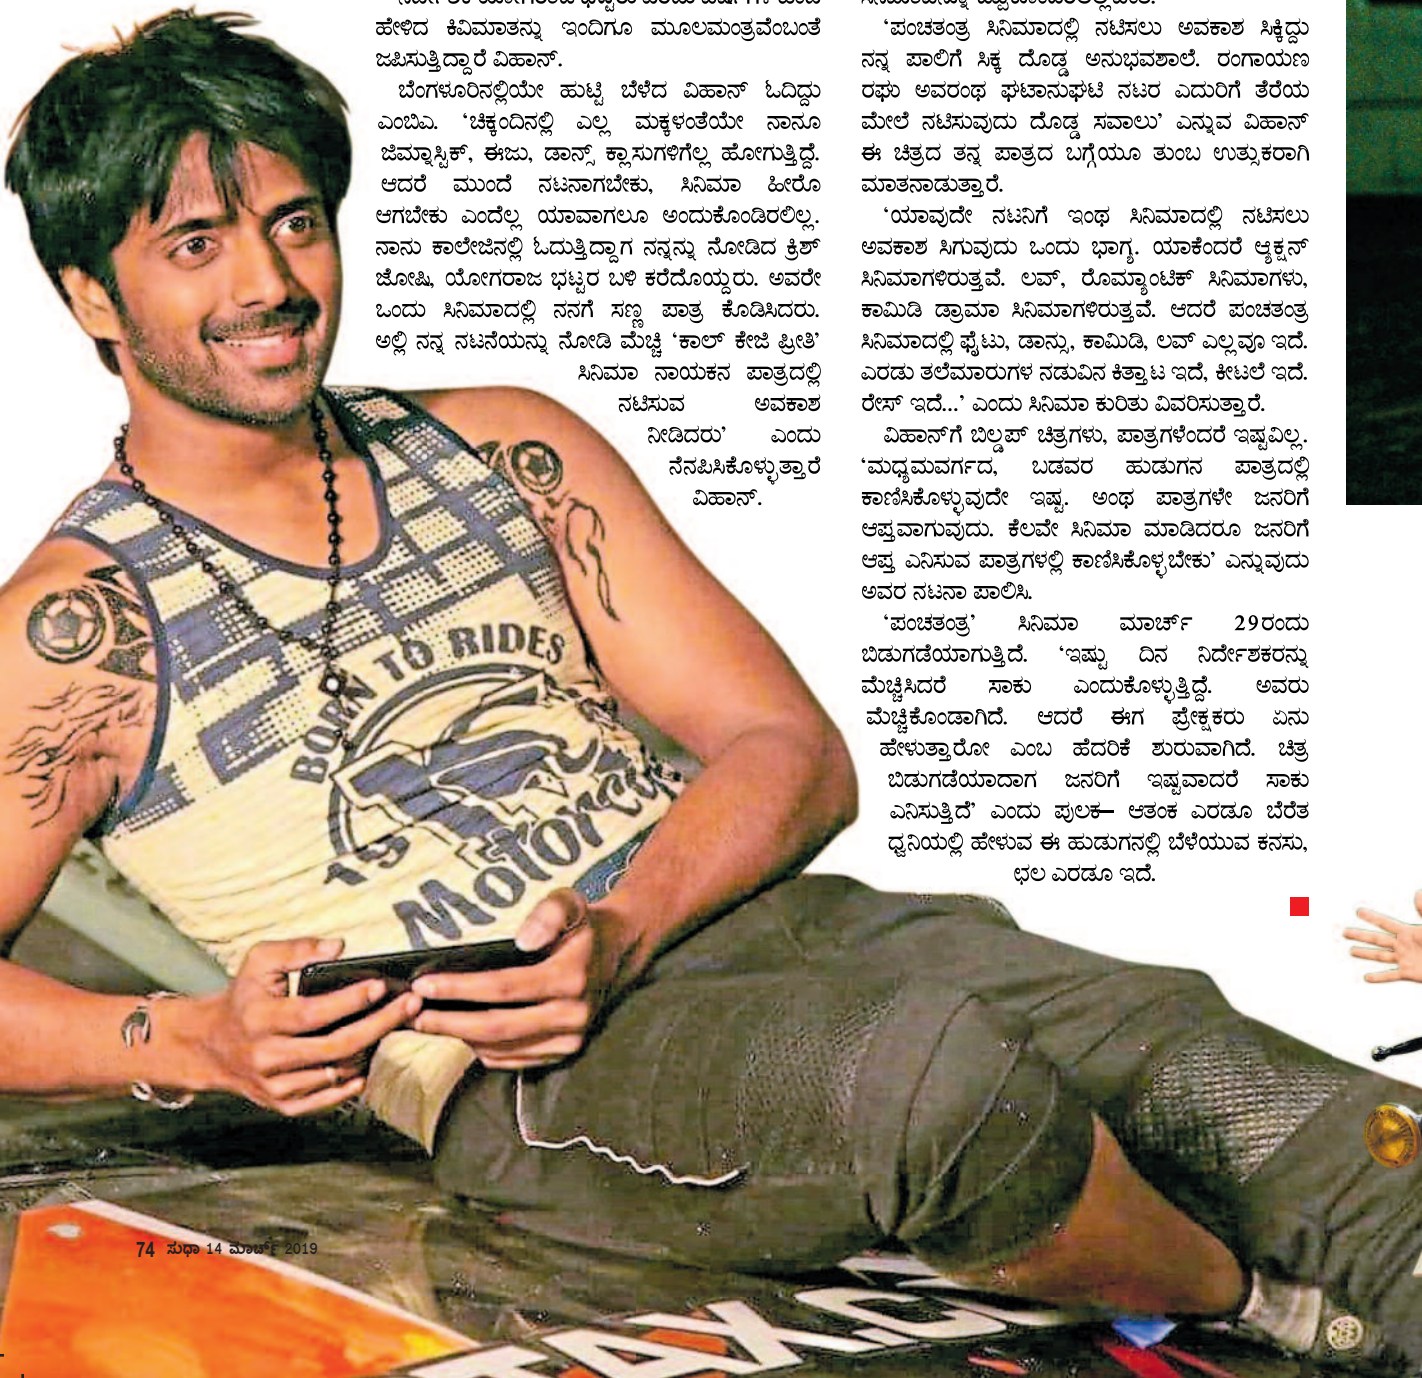 ಹೇಳಿದ ಕಿವಿಮಾತನ್ನು ಇಂದಿಗೂ ಮೂಲಮಂತ್ರವೆಂಬಂತೆ
ಜಪಿಸುತ್ತಿದ್ದಾರೆ ವಿಹಾನ್.
ಬೆಂಗಳೂರಿನಲ್ಲಿಯೇ ಹುಟ್ಟಿ ಬೆಳೆದ ವಿಹಾನ್ ಓದಿದ್ದು
ಎಂಬಿಎ. ‘ಚಿಕ್ಕಂದಿನಲ್ಲಿ ಎಲ್ಲ ಮಕ್ಕಳಂತೆಯೇ ನಾನೂ
ಜಿಮ್ನಾಸ್ಟಿಕ್, ಈಜು, ಡಾನ್ಸ್ ಕ್ಲಾಸುಗಳಿಗೆಲ್ಲ ಹೋಗುತ್ತಿದ್ದೆ.
ಆದರೆ ಮುಂದೆ ನಟನಾಗಬೇಕು, ಸಿನಿಮಾ ಹೀರೊ
ಆಗಬೇಕು ಎಂದೆಲ್ಲ ಯಾವಾಗಲೂ ಅಂದುಕೊಂಡಿರಲಿಲ್ಲ.
ನಾನು ಕಾಲೇಜಿನಲ್ಲಿ ಓದುತ್ತಿದ್ದಾಗ ನನ್ನನ್ನು ನೋಡಿದ ಕ್ರಿಶ್
ಜೋಷಿ, ಯೋಗರಾಜ ಭಟ್ಟರ ಬಳಿ ಕರೆದೊಯ್ದರು. ಅವರೇ
ಒಂದು ಸಿನಿಮಾದಲ್ಲಿ ನನಗೆ ಸಣ್ಣ ಪಾತ್ರ ಕೊಡಿಸಿದರು.
ಅಲ್ಲಿ ನನ್ನ ನಟನೆಯನ್ನು ನೋಡಿ ಮೆಚ್ಚಿ ‘ಕಾಲ್ ಕೇಜಿ ಪ್ರೀತಿ’
ಸಿನಿಮಾ ನಾಯಕನ ಪಾತ್ರದಲ್ಲಿ
ನಟಿಸುವ ಅವಕಾಶ
ನೀಡಿದರು’ ಎಂದು
ನೆನಪಿಸಿಕೊಳ್ಳುತ್ತಾರೆ
ವಿಹಾನ್.
‘ಪಂಚತಂತ್ರ ಸಿನಿಮಾದಲ್ಲಿ ನಟಿಸಲು ಅವಕಾಶ ಸಿಕ್ಕಿದ್ದು
ನನ್ನ ಪಾಲಿಗೆ ಸಿಕ್ಕ ದೊಡ್ಡ ಅನುಭವಶಾಲೆ. ರಂಗಾಯಣ
ರಘು ಅವರಂಥ ಘಟಾನುಘಟಿ ನಟರ ಎದುರಿಗೆ ತೆರೆಯ
ಮೇಲೆ ನಟಿಸುವುದು ದೊಡ್ಡ ಸವಾಲು’ ಎನ್ನುವ ವಿಹಾನ್
ಈ ಚಿತ್ರದ ತನ್ನ ಪಾತ್ರದ ಬಗ್ಗೆಯೂ ತುಂಬ ಉತ್ಸುಕರಾಗಿ
ಮಾತನಾಡುತ್ತಾರೆ.
‘ಯಾವುದೇ ನಟನಿಗೆ ಇಂಥ ಸಿನಿಮಾದಲ್ಲಿ ನಟಿಸಲು
ಅವಕಾಶ ಸಿಗುವುದು ಒಂದು ಭಾಗ್ಯ. ಯಾಕೆಂದರೆ ಆ್ಯಕ್ಷನ್
ಸಿನಿಮಾಗಳಿರುತ್ತವೆ. ಲವ್, ರೊಮ್ಯಾಂಟಿಕ್ ಸಿನಿಮಾಗಳು,
ಕಾಮಿಡಿ ಡ್ರಾಮಾ ಸಿನಿಮಾಗಳಿರುತ್ತವೆ. ಆದರೆ ಪಂಚತಂತ್ರ
ಸಿನಿಮಾದಲ್ಲಿ ಫೈಟು, ಡಾನ್ಸು, ಕಾಮಿಡಿ, ಲವ್ ಎಲ್ಲವೂ ಇದೆ.
ಎರಡು ತಲೆಮಾರುಗಳ ನಡುವಿನ ಕಿತ್ತಾಟ ಇದೆ, ಕೀಟಲೆ ಇದೆ.
ರೇಸ್ ಇದೆ...’ ಎಂದು ಸಿನಿಮಾ ಕುರಿತು ವಿವರಿಸುತ್ತಾರೆ.
ವಿಹಾನ್‌ಗೆ ಬಿಲ್ಡಪ್ ಚಿತ್ರಗಳು, ಪಾತ್ರಗಳೆಂದರೆ ಇಷ್ಟವಿಲ್ಲ.
‘ಮಧ್ಯಮವರ್ಗದ, ಬಡವರ ಹುಡುಗನ ಪಾತ್ರದಲ್ಲಿ
ಕಾಣಿಸಿಕೊಳ್ಳುವುದೇ ಇಷ್ಟ. ಅಂಥ ಪಾತ್ರಗಳೇ ಜನರಿಗೆ
ಆಪ್ತವಾಗುವುದು. ಕೆಲವೇ ಸಿನಿಮಾ ಮಾಡಿದರೂ ಜನರಿಗೆ
ಆಪ್ತ ಎನಿಸುವ ಪಾತ್ರಗಳಲ್ಲಿ ಕಾಣಿಸಿಕೊಳ್ಳಬೇಕು’ ಎನ್ನುವುದು
ಅವರ ನಟನಾ ಪಾಲಿಸಿ.
‘ಪಂಚತಂತ್ರ’ ಸಿನಿಮಾ ಮಾರ್ಚ್ 29ರಂದು
ಬಿಡುಗಡೆಯಾಗುತ್ತಿದೆ. ‘ಇಷ್ಟು ದಿನ ನಿರ್ದೇಶಕರನ್ನು
ಮೆಚ್ಚಿಸಿದರೆ ಸಾಕು ಎಂದುಕೊಳ್ಳುತ್ತಿದ್ದೆ. ಅವರು
ಮೆಚ್ಚಿಕೊಂಡಾಗಿದೆ. ಆದರೆ ಈಗ ಪ್ರೇಕ್ಷಕರು ಏನು
ಹೇಳುತ್ತಾರೋ ಎಂಬ ಹೆದರಿಕೆ ಶುರುವಾಗಿದೆ. ಚಿತ್ರ
ಬಿಡುಗಡೆಯಾದಾಗ ಜನರಿಗೆ ಇಷ್ಟವಾದರೆ ಸಾಕು
ಎನಿಸುತ್ತಿದೆ’ ಎಂದು ಪುಲಕ– ಆತಂಕ ಎರಡೂ ಬೆರೆತ
ಧ್ವನಿಯಲ್ಲಿ ಹೇಳುವ ಈ ಹುಡುಗನಲ್ಲಿ ಬೆಳೆಯುವ ಕನಸು,
ಛಲ ಎರಡೂ ಇದೆ.
BORN TO RIDES
19
Motorcy
74 ಸುಧಾ 14 ಮಾರ್ಚ್ 2019